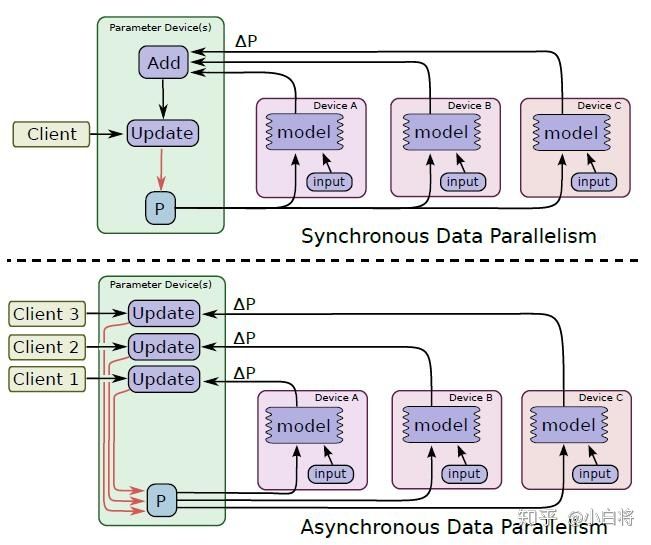 Parameter Device(s)
ΔP
Add
Client
Update
P
Device A
model
input
Device B
model
input
Device C
model
input
Synchronous Data Parallelism
Parameter Device(s)
Client 3
Update
ΔP
Client 2
Update
ΔP
Client 1
Update
ΔP
P
Device A
model
input
Device B
model
input
Device C
model
input
知乎 @小白将
Asynchronous Data Parallelism